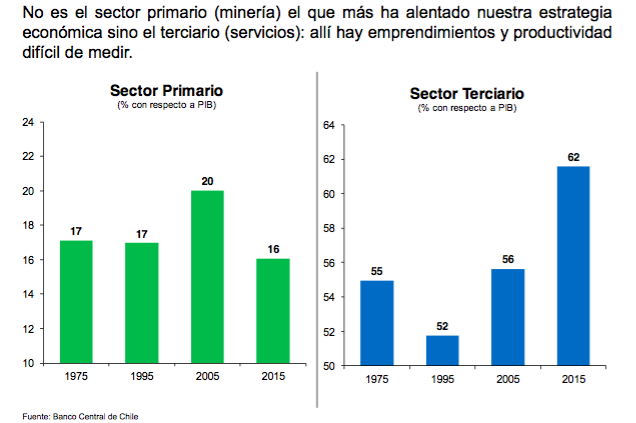 No es el sector primario (minería) el que más ha alentado nuestra estrategia
económica sino el terciario (servicios): allí hay emprendimientos y productividad
difícil de medir.
Sector Primario
(% con respecto a PIB)
24
22
20
18
16
14
12
10
17
17
20
16
1975 1995 2005 2015
Sector Terciario
(% con respecto a PIB)
64
62
60
58
56
54
52
50
55
52
56
62
1975 1995 2005 2015
Fuente: Banco Central de Chile